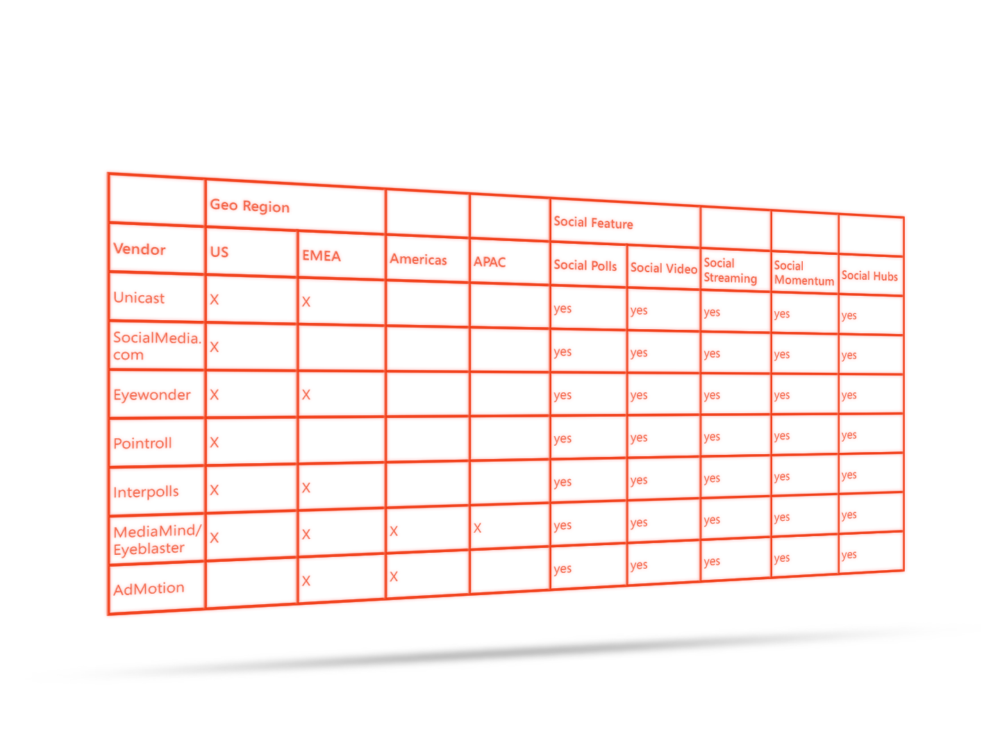 Geo Region Social Feature
Vendor US EMEA Americas APAC Social Polls Social Video Social Streaming Social Momentum Social Hubs
Unicast X X yes yes yes yes yes
SocialMedia.com X yes yes yes yes yes
Eyewonder X X yes yes yes yes yes
Pointroll X yes yes yes yes yes
Interpolls X X yes yes yes yes yes
MediaMind/Eyeblaster X X X X yes yes yes yes yes
AdMotion X X yes yes yes yes yes